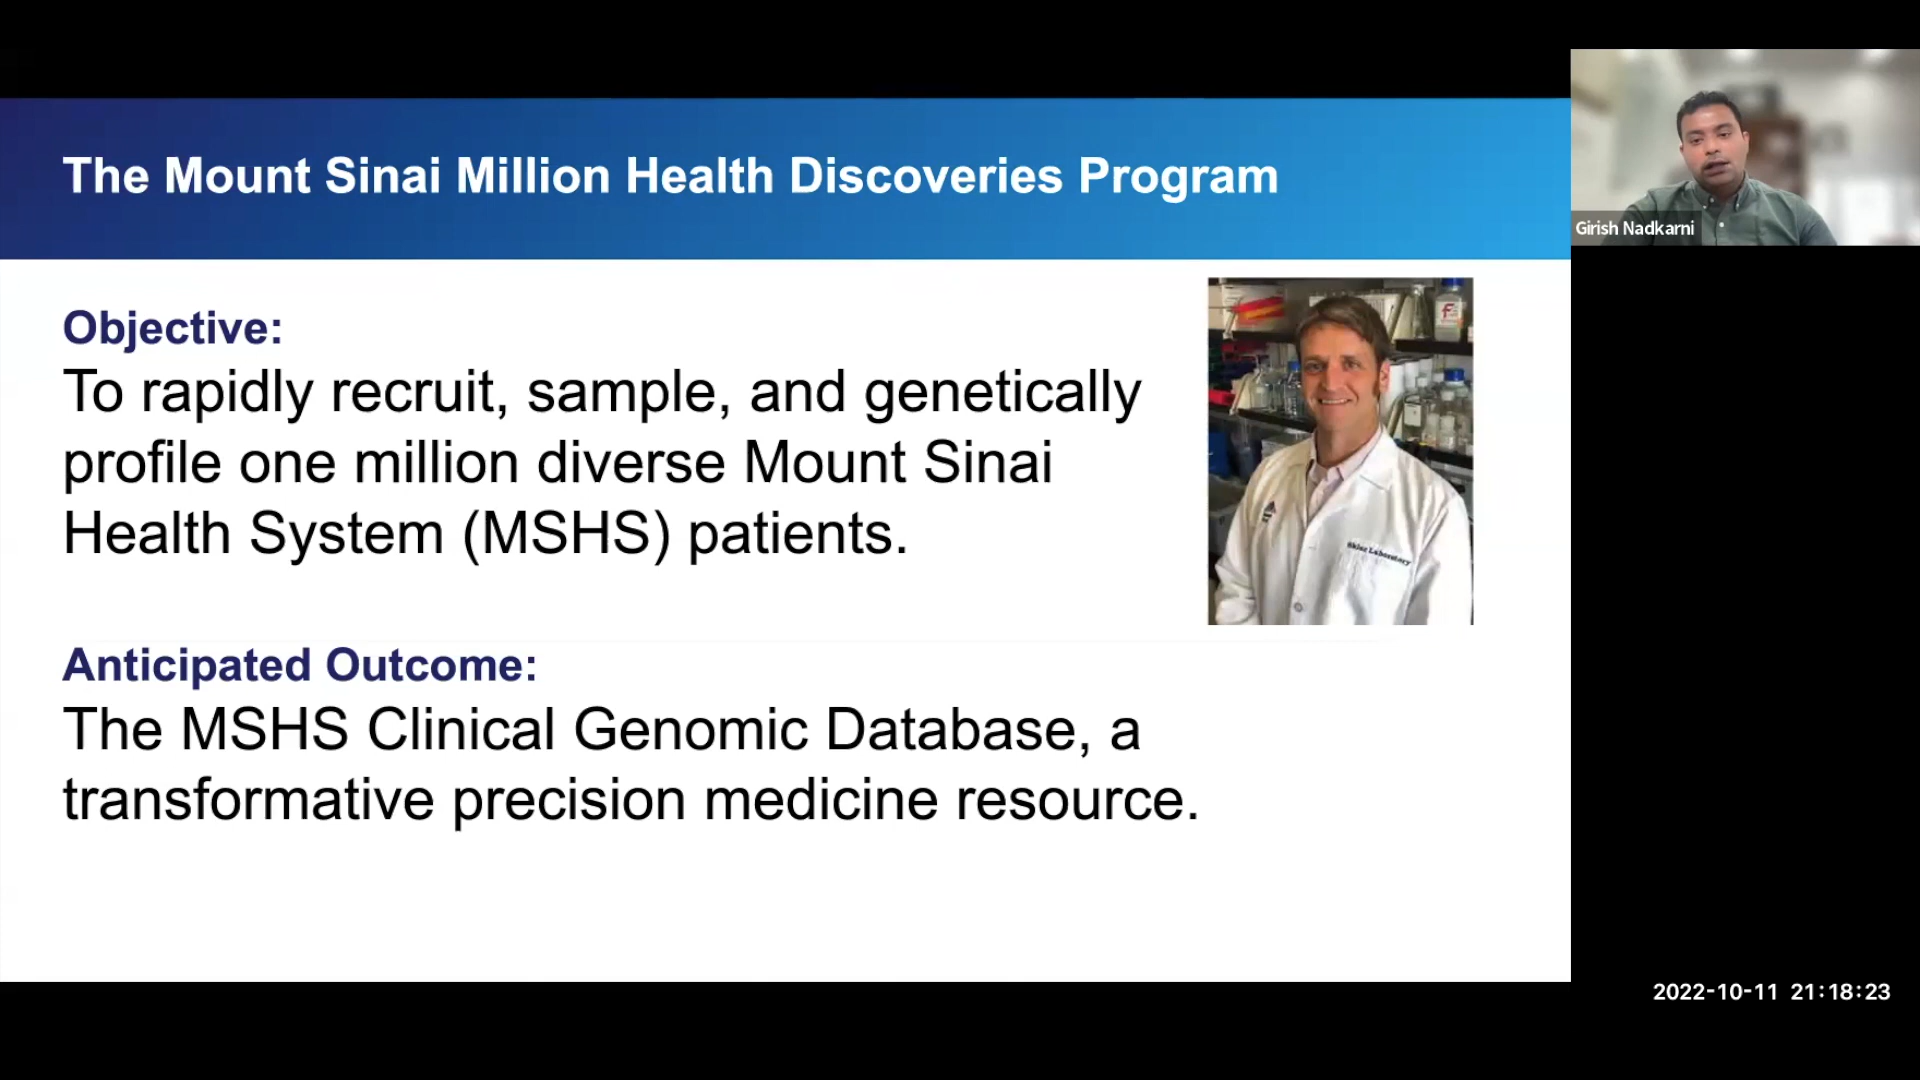 The Mount Sinai Million Health Discoveries Program
Girish Nadkarni
Objective:
To rapidly recruit, sample, and genetically
profile one million diverse Mount Sinai
Health System (MSHS) patients.
Anticipated Outcome:
The MSHS Clinical Genomic Database, a
transformative precision medicine resource.
Laboratory
2022-10-11 21:18:23